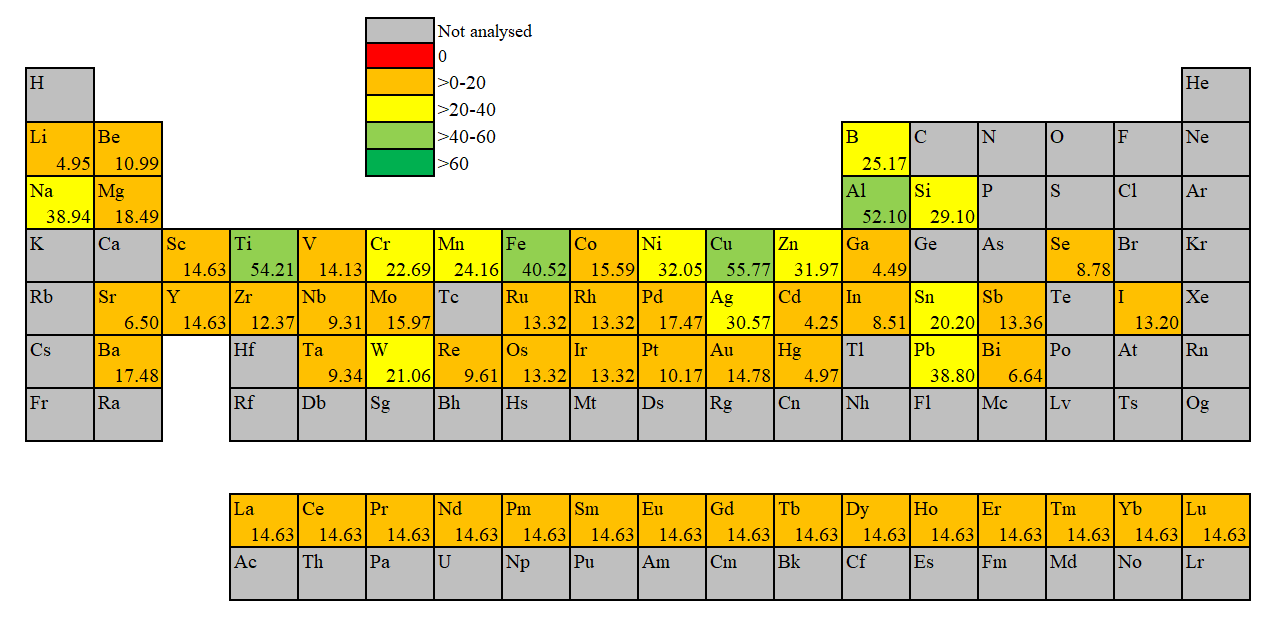 Not analysed
0
>0-20
>20-40
>40-60
>60
H He
Li Be B C N O F Ne
4.95 10.99 25.17
Na Mg Al Si P S Cl Ar
38.94 18.49 52.10 29.10
K Ca Sc Ti V Cr Mn Fe Co Ni Cu Zn Ga Ge As Se Br Kr
14.63 54.21 14.13 22.69 24.16 40.52 15.59 32.05 55.77 31.97 4.49 8.78
Rb Sr Y Zr Nb Mo Tc Ru Rh Pd Ag Cd In Sn Sb Te I Xe
6.50 14.63 12.37 9.31 15.97 13.32 13.32 17.47 30.57 4.25 8.51 20.20 13.36 13.20
Cs Ba Hf Ta W Re Os Ir Pt Au Hg Tl Pb Bi Po At Rn
17.48 9.34 21.06 9.61 13.32 13.32 10.17 14.78 4.97 38.80 6.64
Fr Ra Rf Db Sg Bh Hs Mt Ds Rg Cn Nh Fl Mc Lv Ts Og
La Ce Pr Nd Pm Sm Eu Gd Tb Dy Ho Er Tm Yb Lu
14.63 14.63 14.63 14.63 14.63 14.63 14.63 14.63 14.63 14.63 14.63 14.63 14.63 14.63 14.63
Ac Th Pa U Np Pu Am Cm Bk Cf Es Fm Md No Lr